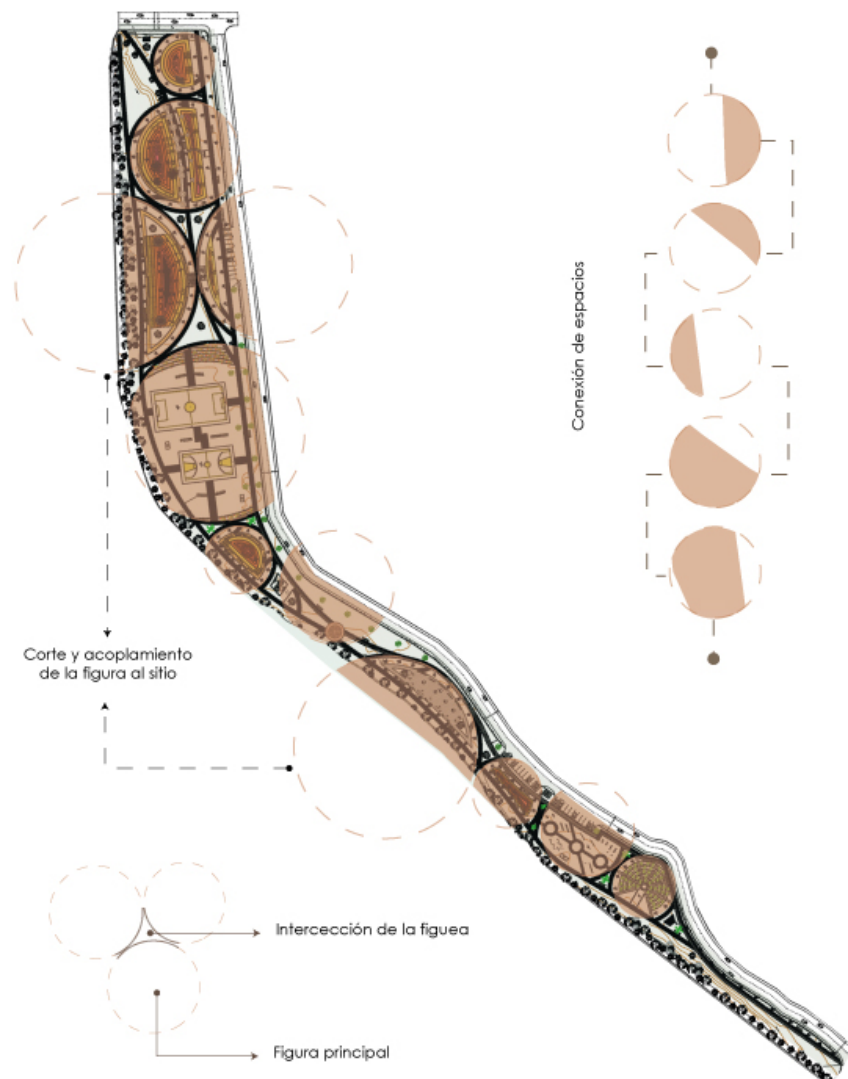 Conexión de espacios
Corte y acoplamiento
de la figura al sitio
Intercección de la figuea
Figura principal